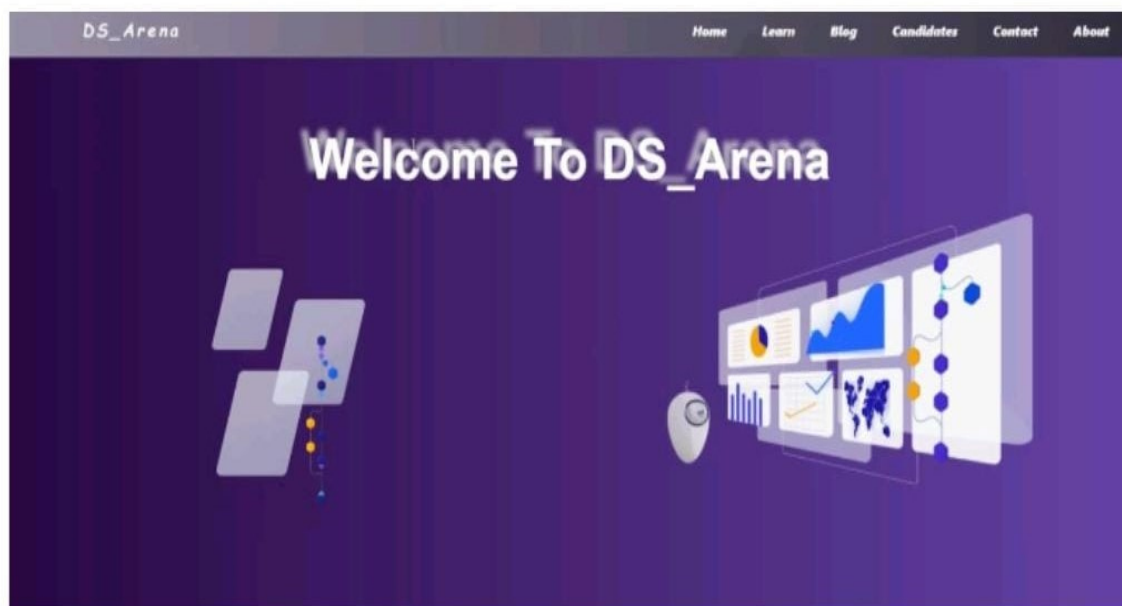 DS_Arena
Home Learn Blog Candidates Contact About
Welcome To DS_Arena